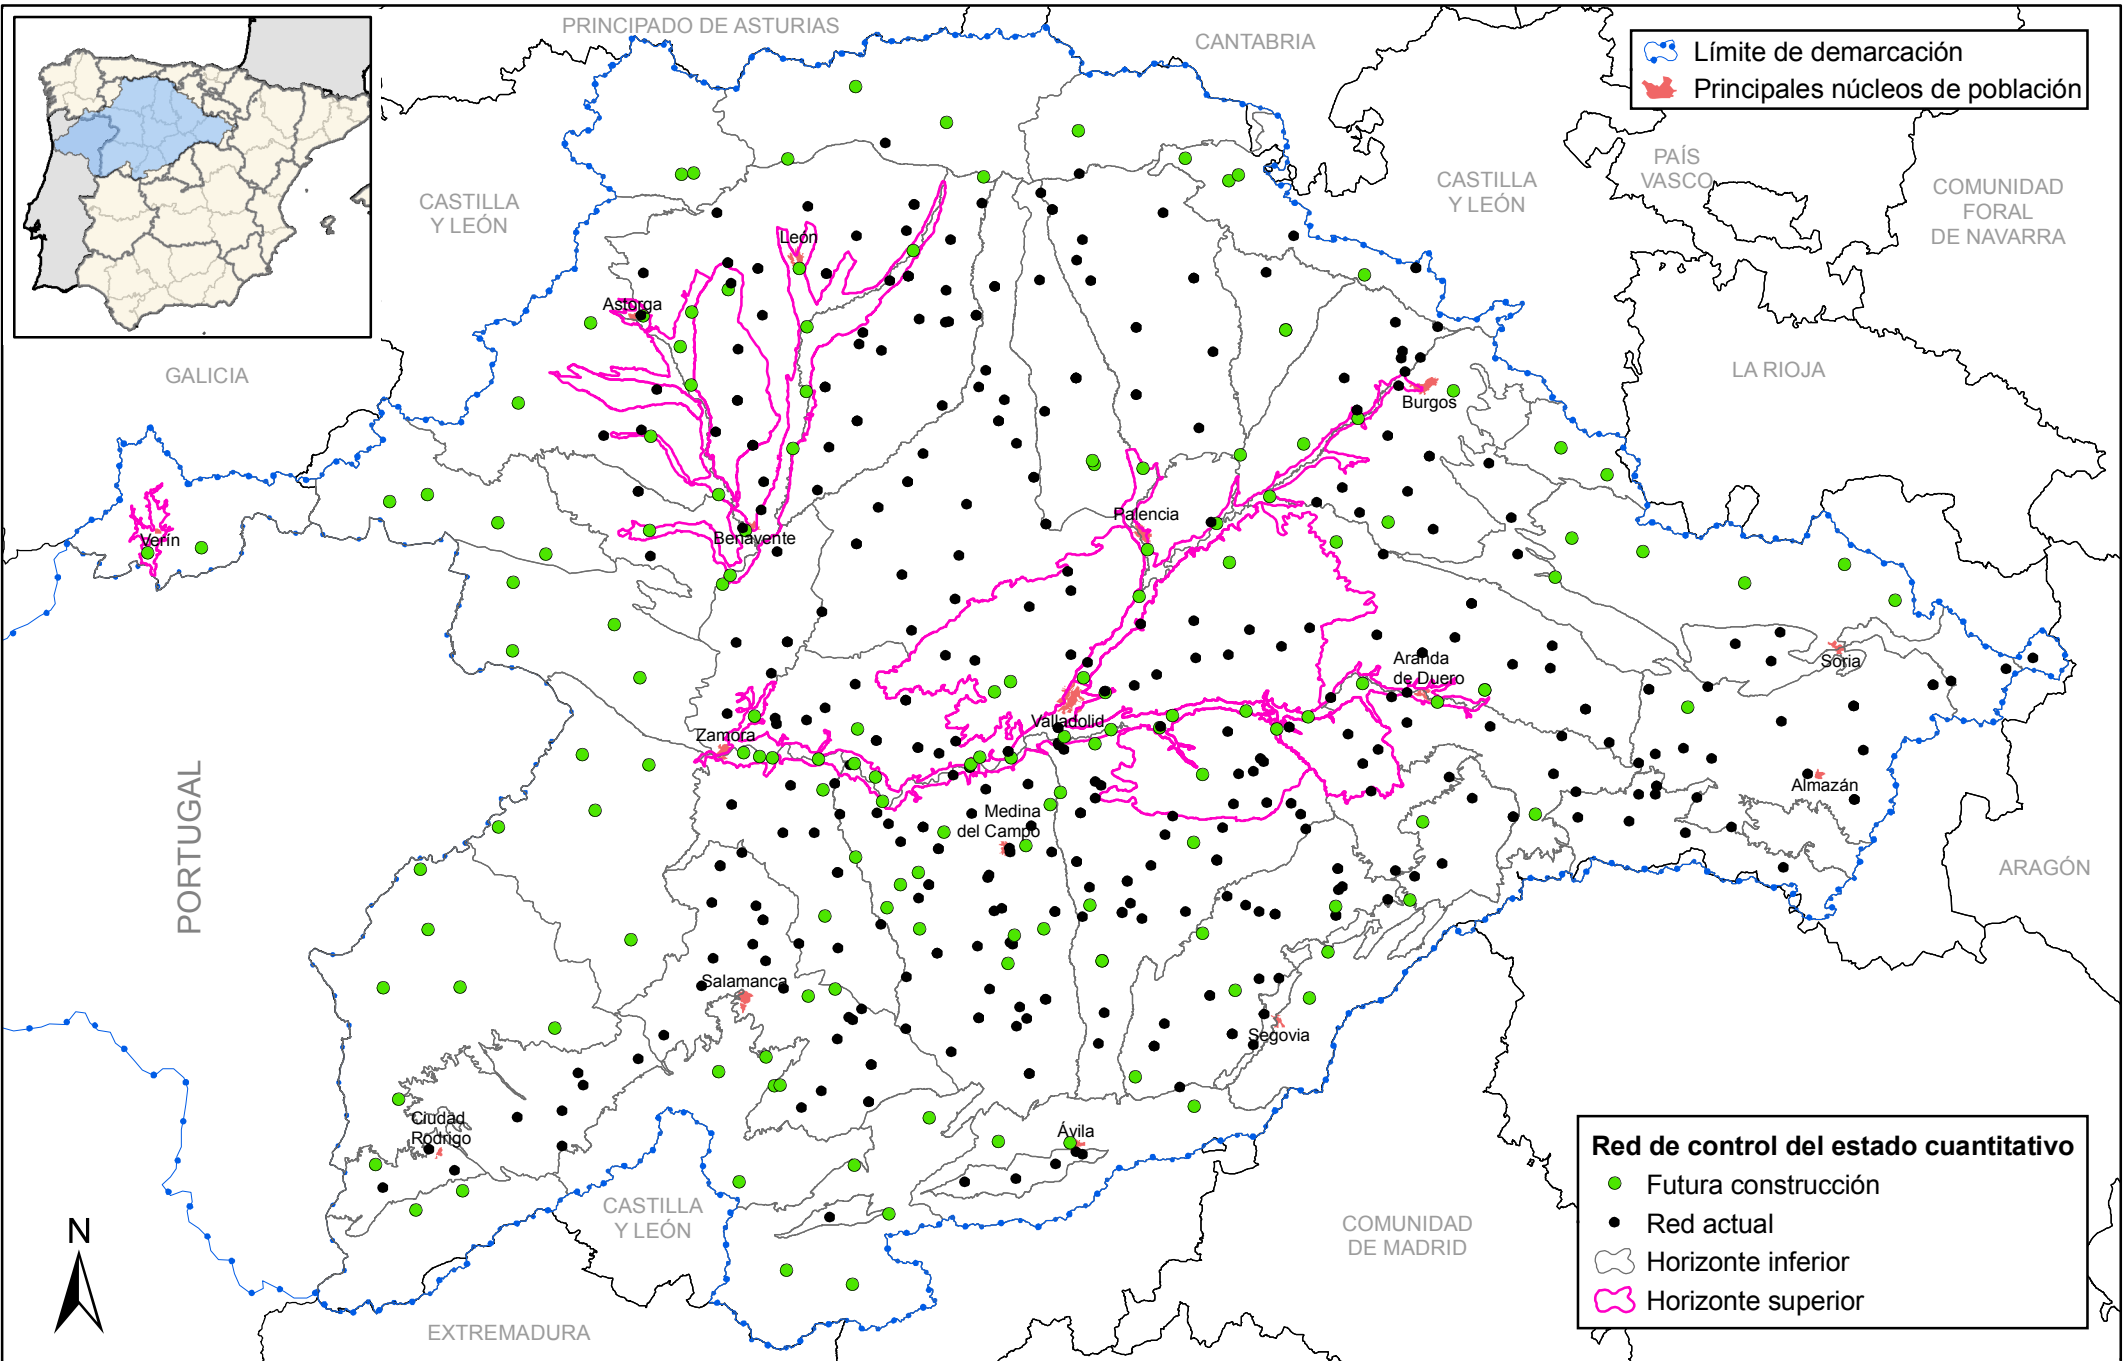 PRINCIPADO DE ASTURIAS
CANTABRIA
Límite de demarcación
Principales núcleos de población
CASTILLA
Y LEÓN
CASTILLA
Y LEÓN
PAÍS
VASCO
COMUNIDAD
FORAL
DE NAVARRA
León
Astorga
GALICIA
LA RIOJA
Burgos
Palencia
Verín
Benavente
Aranda
de Duero
Soria
Valladolid
Zamora
Almazán
Medina
del Campo
PORTUGAL
ARAGÓN
Salamanca
Segovia
Ciudad
Rodrigo
Ávila
CASTILLA
Y LEÓN
COMUNIDAD
DE MADRID
EXTREMADURA
N
Red de control del estado cuantitativo
Futura construcción
Red actual
Horizonte inferior
Horizonte superior